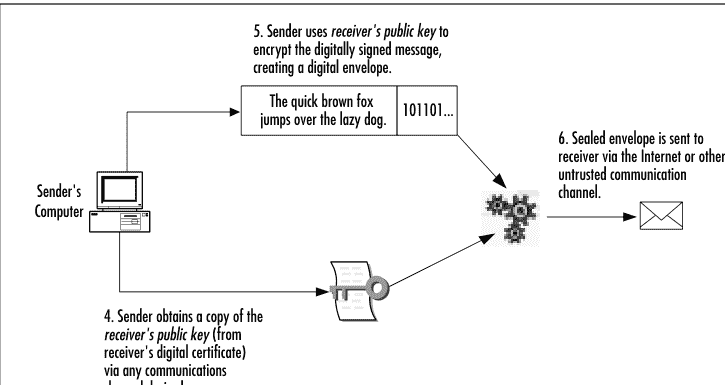 5. Sender uses receiver's public key to
encrypt the digitally signed message,
creating a digital envelope.
The quick brown fox
jumps over the lazy dog.
101101...
6. Sealed envelope is sent to
receiver via the Internet or other
untrusted communication
channel.
Sender's
Computer
4. Sender obtains a copy of the
receiver's public key (from
receiver's digital certificate)
via any communications